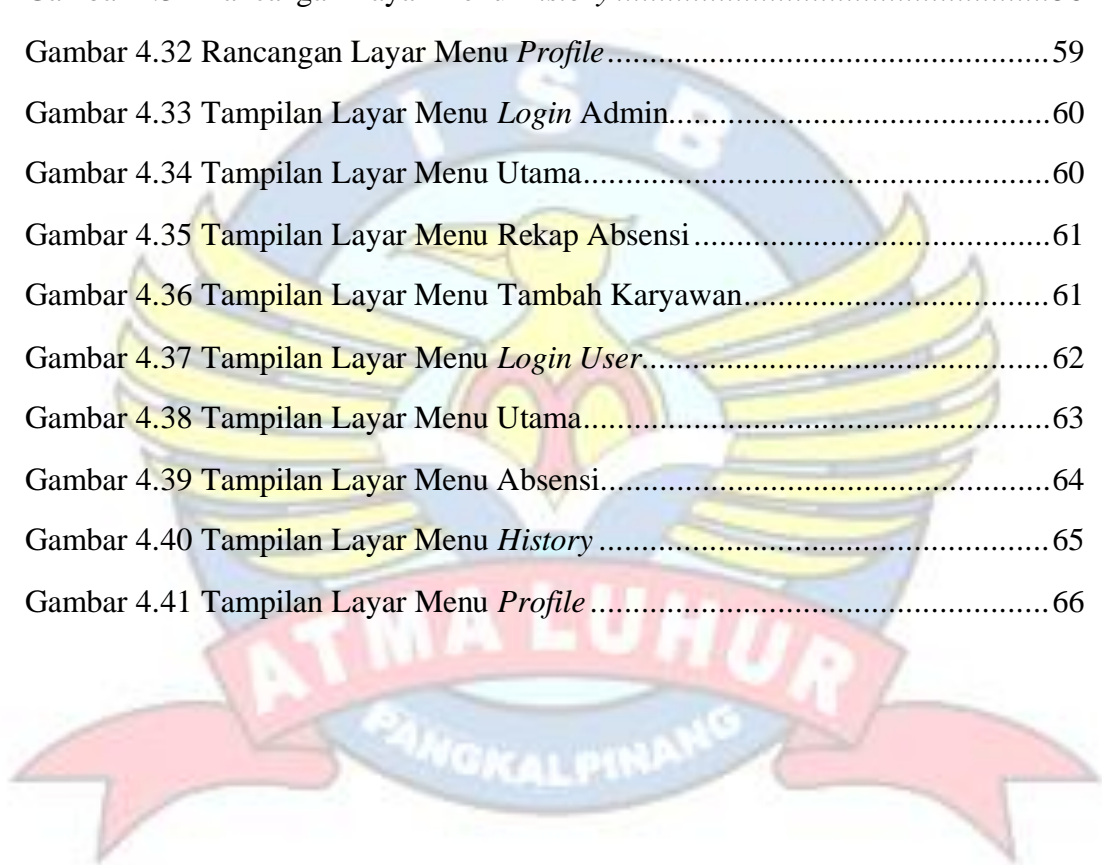 Gambar 4.32 Rancangan Layar Menu Profile..................................................59
Gambar 4.33 Tampilan Layar Menu Login Admin...........................................60
Gambar 4.34 Tampilan Layar Menu Utama.....................................................60
Gambar 4.35 Tampilan Layar Menu Rekap Absensi........................................61
Gambar 4.36 Tampilan Layar Menu Tambah Karyawan..................................61
Gambar 4.37 Tampilan Layar Menu Login User..............................................62
Gambar 4.38 Tampilan Layar Menu Utama.....................................................63
Gambar 4.39 Tampilan Layar Menu Absensi...................................................64
Gambar 4.40 Tampilan Layar Menu History....................................................65
Gambar 4.41 Tampilan Layar Menu Profile.....................................................66
I S B
ATMA LUHUR
PANGKALPINANG